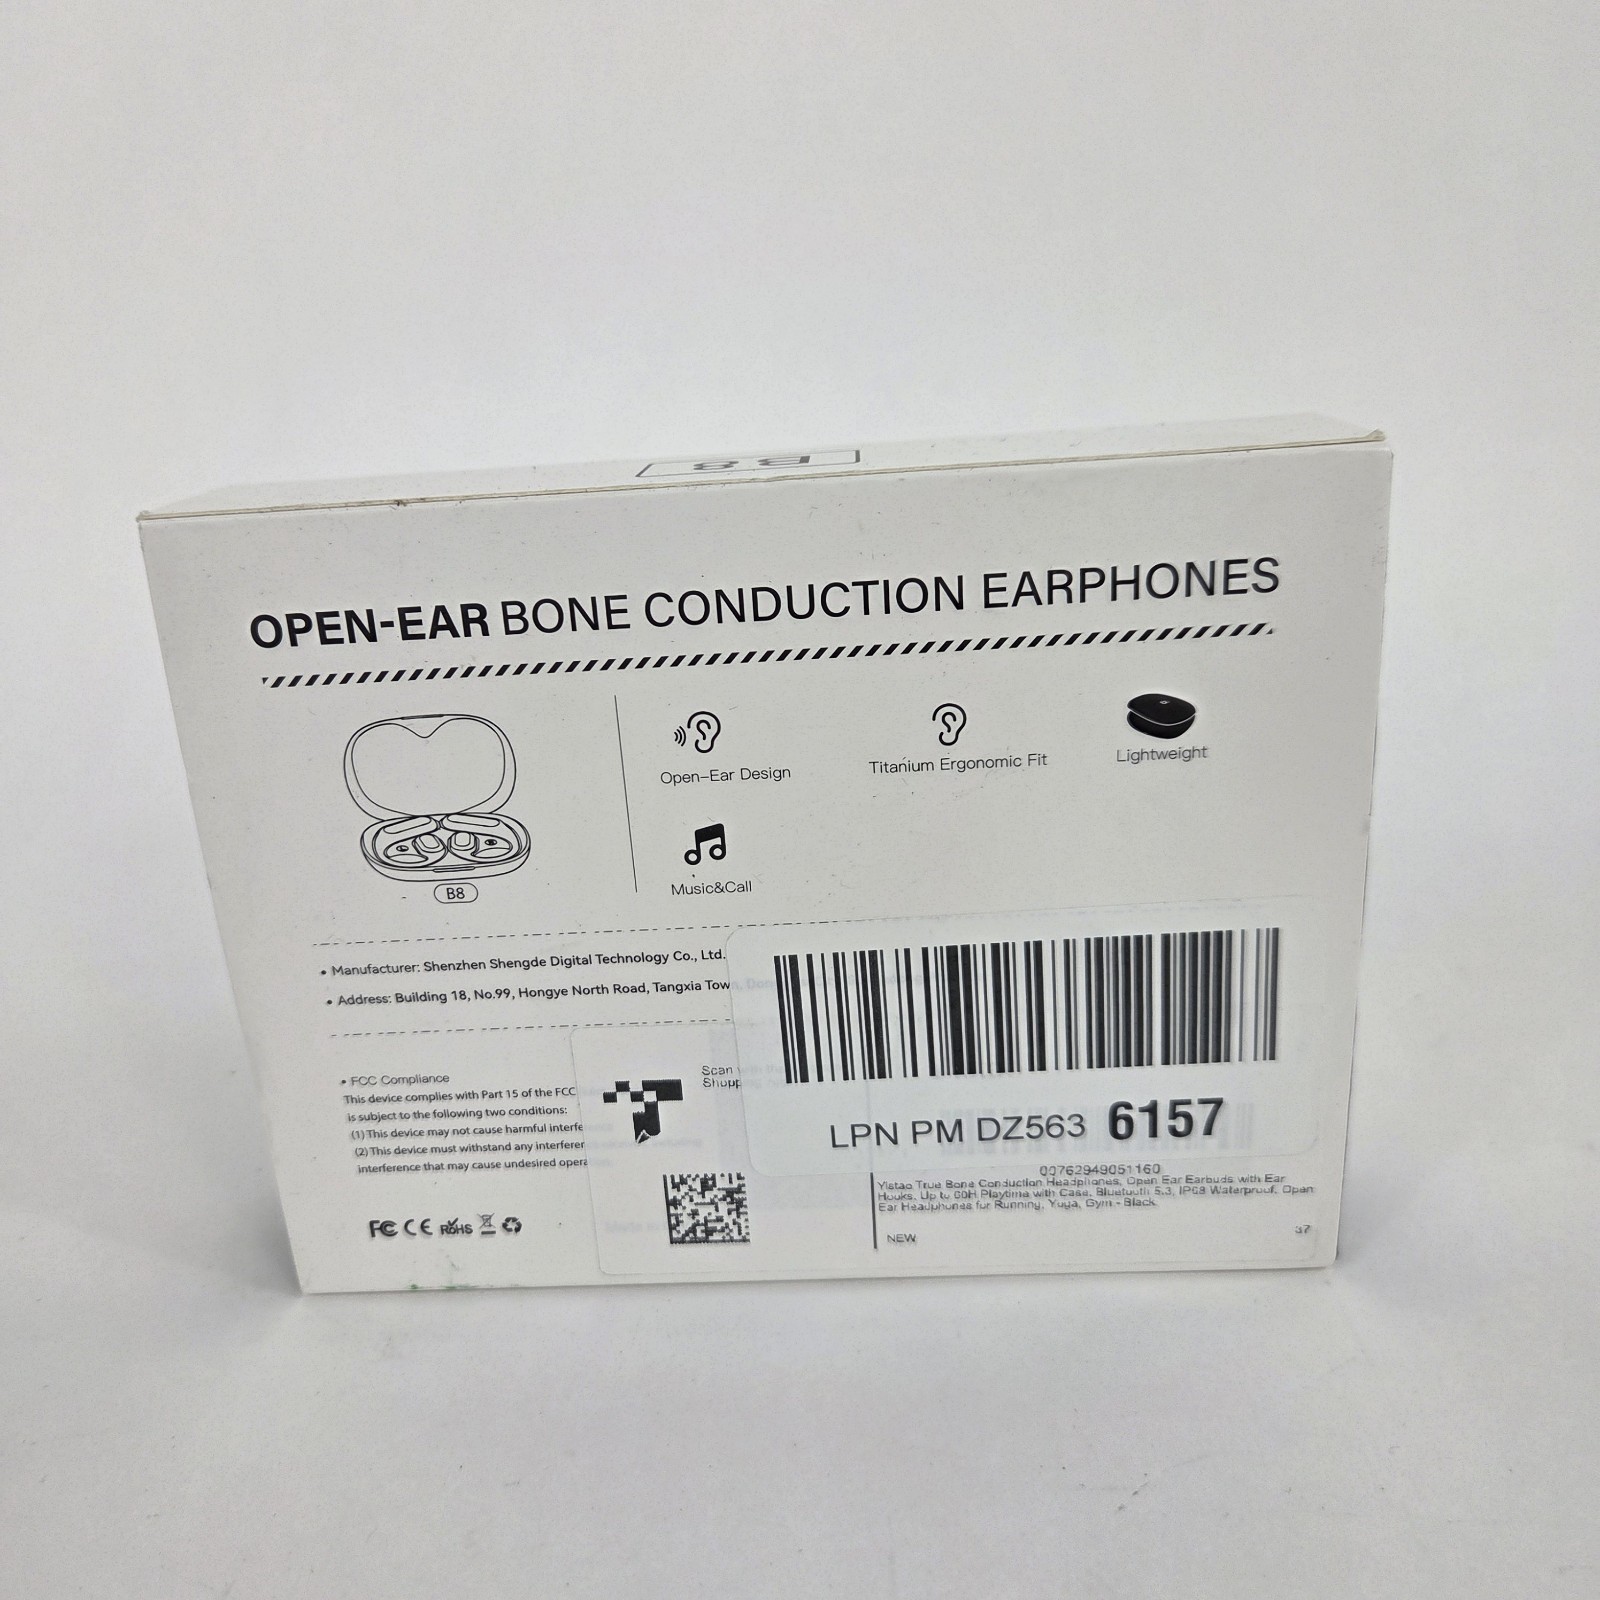 B8
OPEN-EAR BONE CONDUCTION EARPHONES
Open-Ear Design
Titanium Ergonomic Fit
Lightweight
Music&Call
B8
• Manufacturer: Shenzhen Shengde Digital Technology Co., Ltd.
• Address: Building 18, No.99, Hongye North Road, Tangxia Tow
• FCC Compliance
This device complies with Part 15 of the FCC
is subject to the following two conditions:
(1) This device may not cause harmful interfe
(2) This device must withstand any interferen
interference that may cause undesired opera
FC CE RoHS
Scan
Shopp
LPN PM DZ563 6157
00762949051160
Yistao True Bone Conduction Headphones, Open Ear Earbuds with Ear
Hooks, Up to 60H Playtime with Case, Bluetooth 5.3, IP68 Waterproof, Open
Ear Headphones for Running, Yoga, Gym - Black
NEW
37